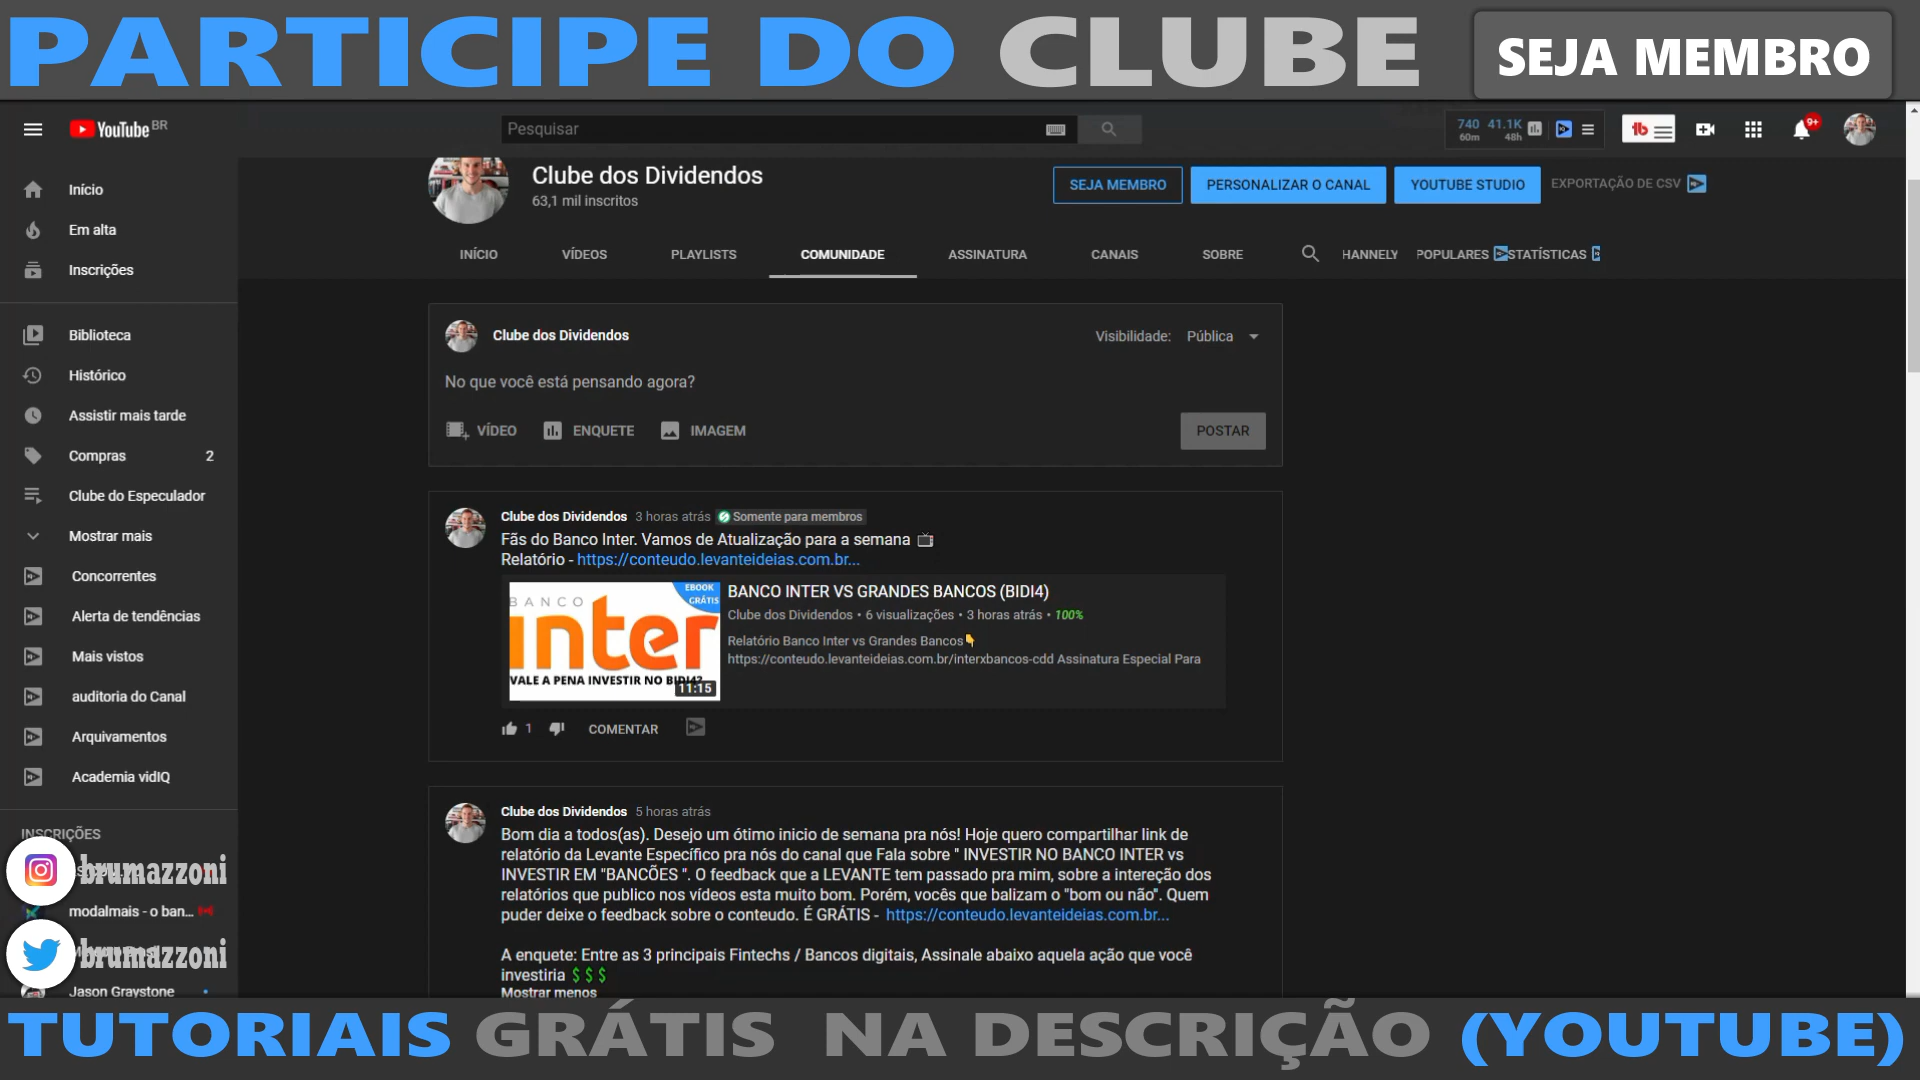 PARTICIPE DO CLUBE
SEJA MEMBRO
YouTube BR
Pesquisar
740 41.1K
60m 48h
9+
Início
Em alta
Inscrições
Biblioteca
Histórico
Assistir mais tarde
Compras 2
Clube do Especulador
Mostrar mais
Concorrentes
Alerta de tendências
Mais vistos
auditoria do Canal
Arquivamentos
Academia vidIQ
INSCRIÇÕES
brumazzoni
modalmais - o ban...
brumazzoni
Jason Graystone
Clube dos Dividendos
63,1 mil inscritos
SEJA MEMBRO
PERSONALIZAR O CANAL
YOUTUBE STUDIO
EXPORTAÇÃO DE CSV
INÍCIO VÍDEOS PLAYLISTS COMUNIDADE ASSINATURA CANAIS SOBRE HANNELY POPULARES STATÍSTICAS
Clube dos Dividendos
Visibilidade: Pública
No que você está pensando agora?
VÍDEO ENQUETE IMAGEM
POSTAR
Clube dos Dividendos 3 horas atrás Somente para membros
Fãs do Banco Inter. Vamos de Atualização para a semana
Relatório - https://conteudo.levanteideias.com.br...
EBOOK
GRÁTIS
BANCO
inter
VALE A PENA INVESTIR NO BIDI4?
11:15
BANCO INTER VS GRANDES BANCOS (BIDI4)
Clube dos Dividendos • 6 visualizações • 3 horas atrás • 100%
Relatório Banco Inter vs Grandes Bancos
https://conteudo.levanteideias.com.br/interxbancos-cdd Assinatura Especial Para
1 COMENTAR
Clube dos Dividendos 5 horas atrás
Bom dia a todos(as). Desejo um ótimo inicio de semana pra nós! Hoje quero compartilhar link de
relatório da Levante Específico pra nós do canal que Fala sobre " INVESTIR NO BANCO INTER vs
INVESTIR EM "BANCÕES ". O feedback que a LEVANTE tem passado pra mim, sobre a intereção dos
relatórios que publico nos vídeos esta muito bom. Porém, vocês que balizam o "bom ou não". Quem
puder deixe o feedback sobre o conteudo. É GRÁTIS - https://conteudo.levanteideias.com.br...
A enquete: Entre as 3 principais Fintechs / Bancos digitais, Assinale abaixo aquela ação que você
investiria $ $ $
Mostrar menos
TUTORIAIS GRÁTIS NA DESCRIÇÃO (YOUTUBE)